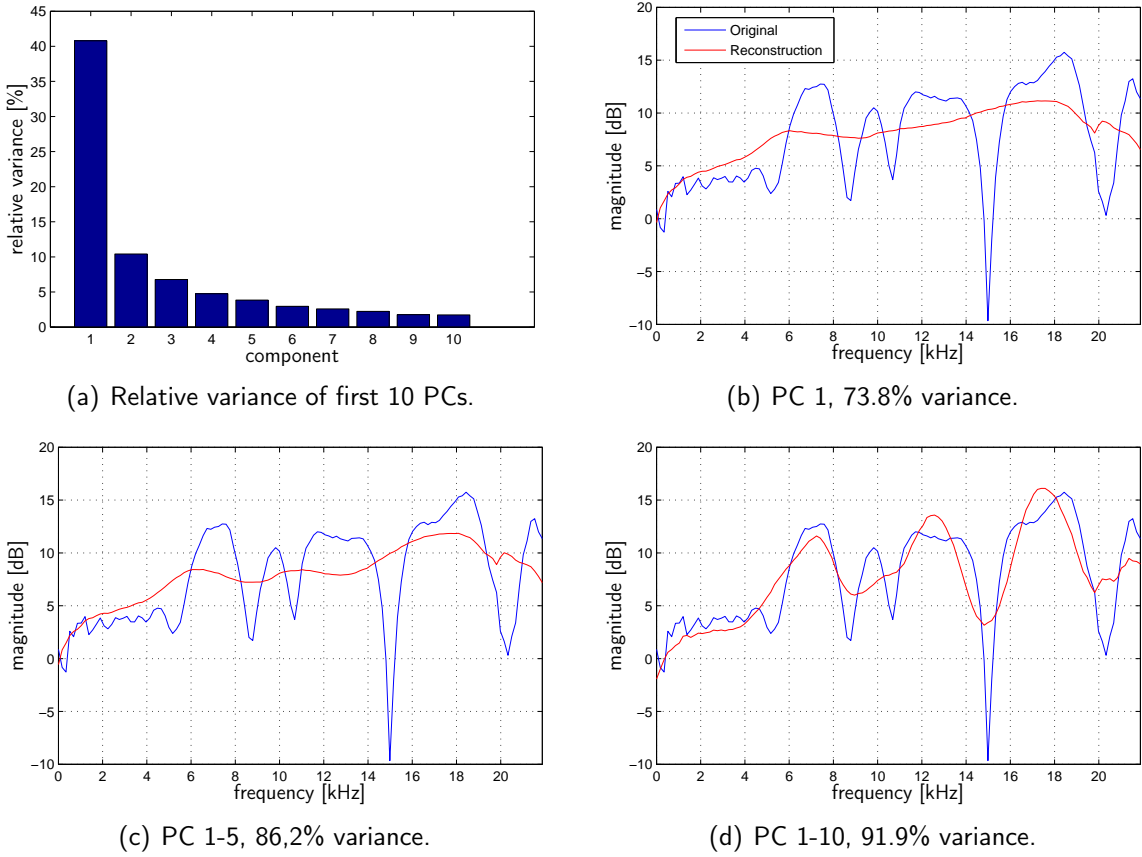 45
40
35
30
25
20
15
10
5
0
relative variance [%]
1 2 3 4 5 6 7 8 9 10
component
(a) Relative variance of first 10 PCs.
Original
Reconstruction
20
15
10
5
0
−5
−10
magnitude [dB]
0 2 4 6 8 10 12 14 16 18 20
frequency [kHz]
(b) PC 1, 73.8% variance.
20
15
10
5
0
−5
−10
magnitude [dB]
0 2 4 6 8 10 12 14 16 18 20
frequency [kHz]
(c) PC 1-5, 86,2% variance.
20
15
10
5
0
−5
−10
magnitude [dB]
0 2 4 6 8 10 12 14 16 18 20
frequency [kHz]
(d) PC 1-10, 91.9% variance.